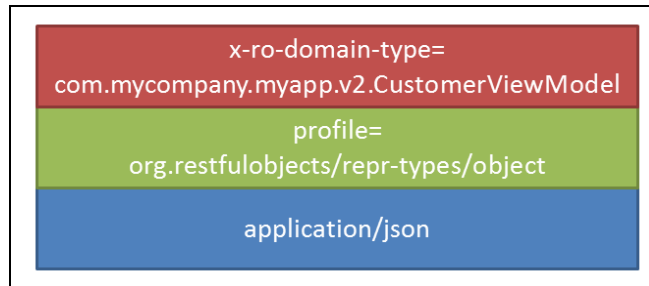 x-ro-domain-type=
com.mycompany.myapp.v2.CustomerViewModel
profile=
org.restfulobjects/repr-types/object
application/json